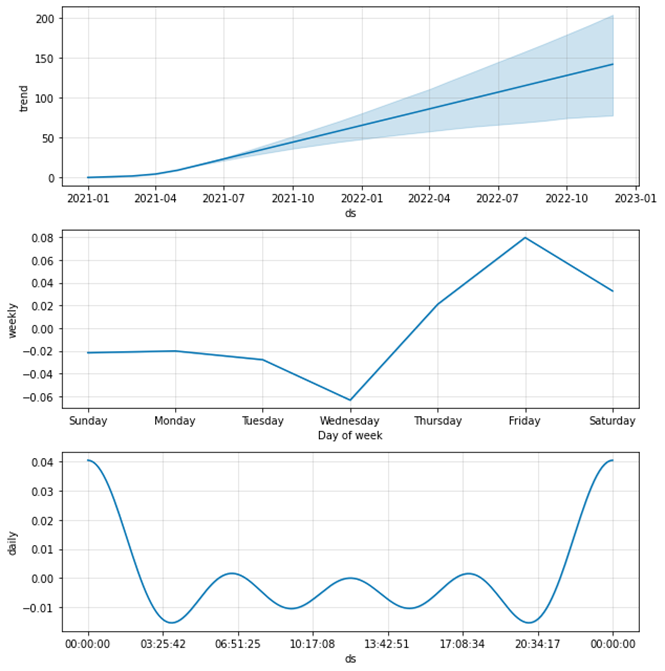 200
150
100
50
0
trend
2021-01 2021-04 2021-07 2021-10 2022-01 2022-04 2022-07 2022-10 2023-01
ds
0.08
0.06
0.04
0.02
0.00
−0.02
−0.04
−0.06
weekly
Sunday Monday Tuesday Wednesday Thursday Friday Saturday
Day of week
0.04
0.03
0.02
0.01
0.00
−0.01
daily
00:00:00 03:25:42 06:51:25 10:17:08 13:42:51 17:08:34 20:34:17 00:00:00
ds